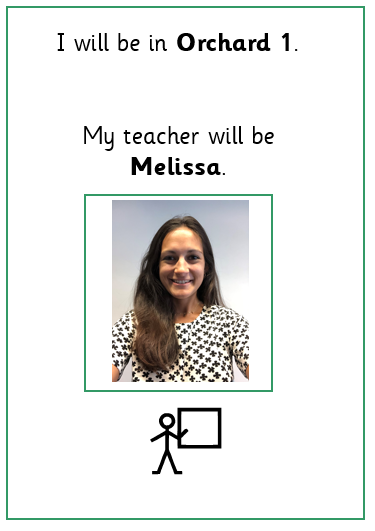 I will be in Orchard 1.
My teacher will be
Melissa.